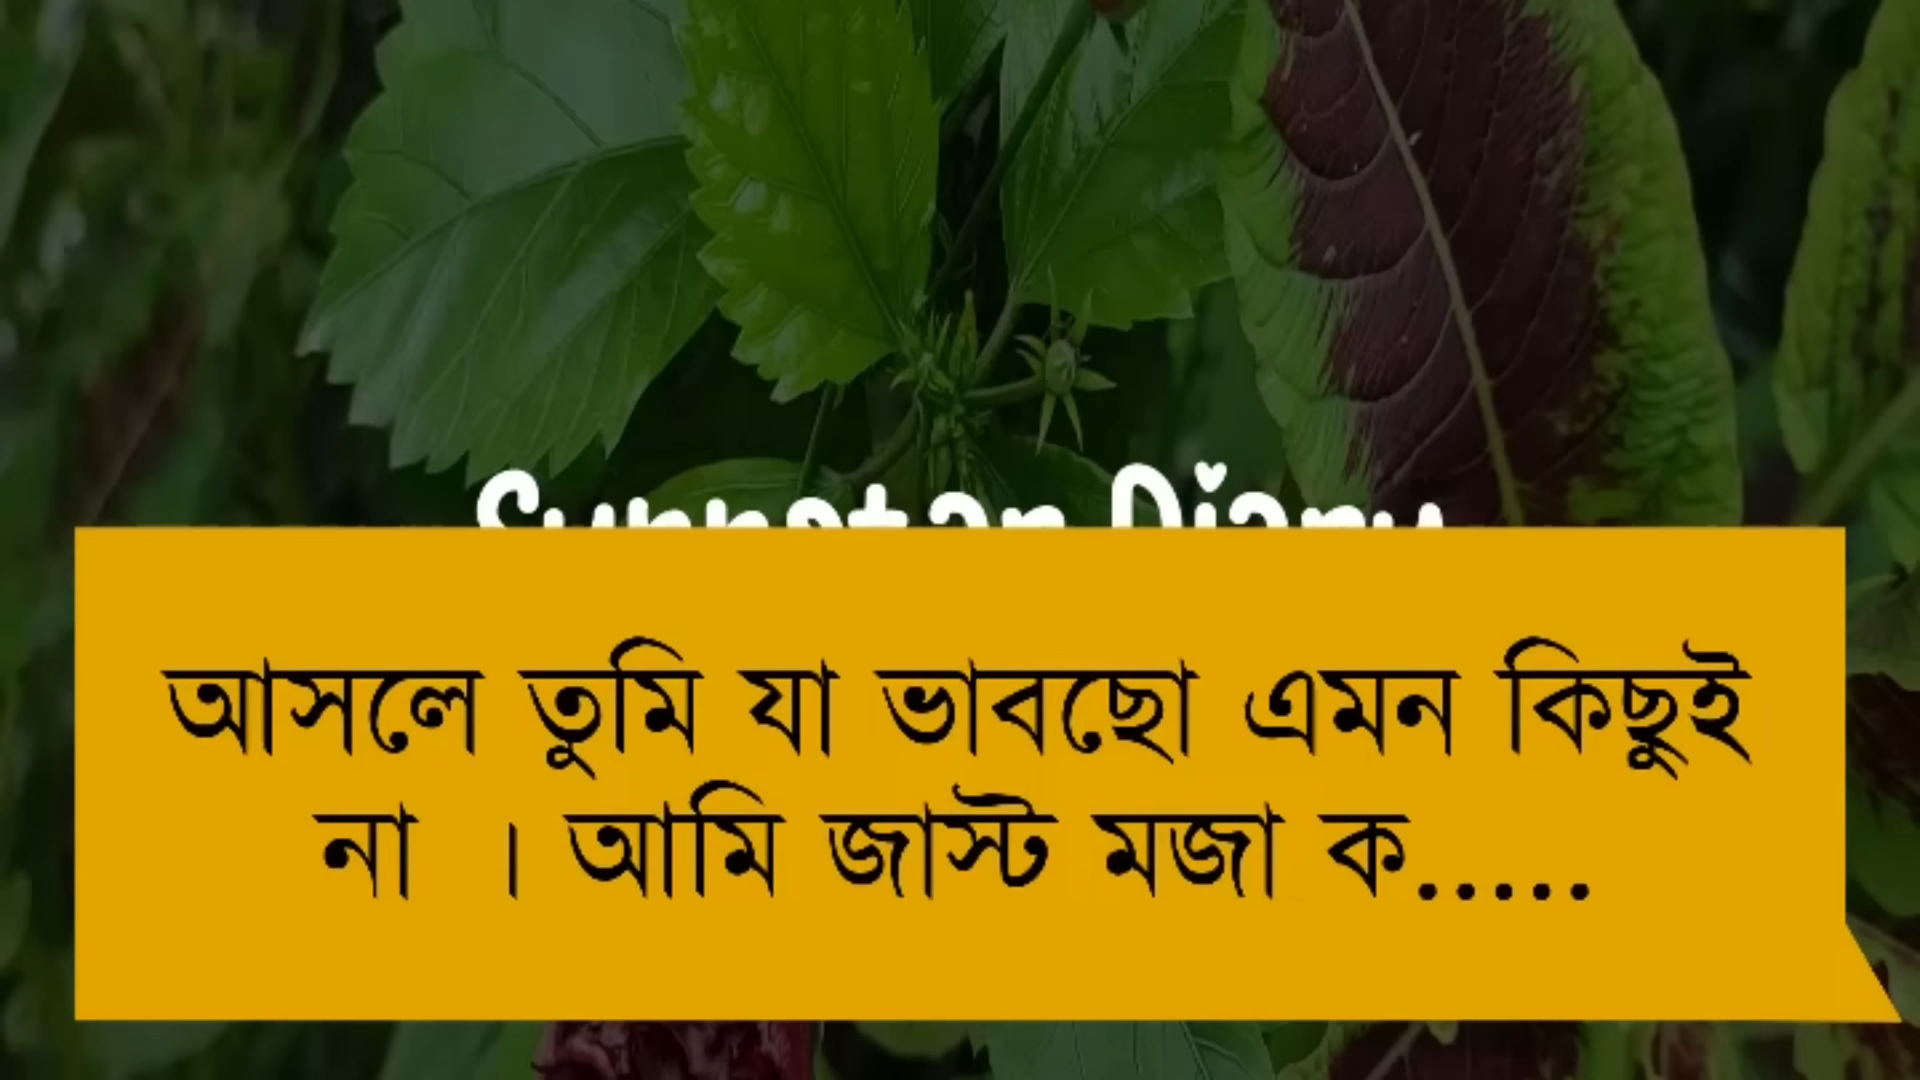 আসলে তুমি যা ভাবছো এমন কিছুই
না । আমি জাস্ট মজা ক.....